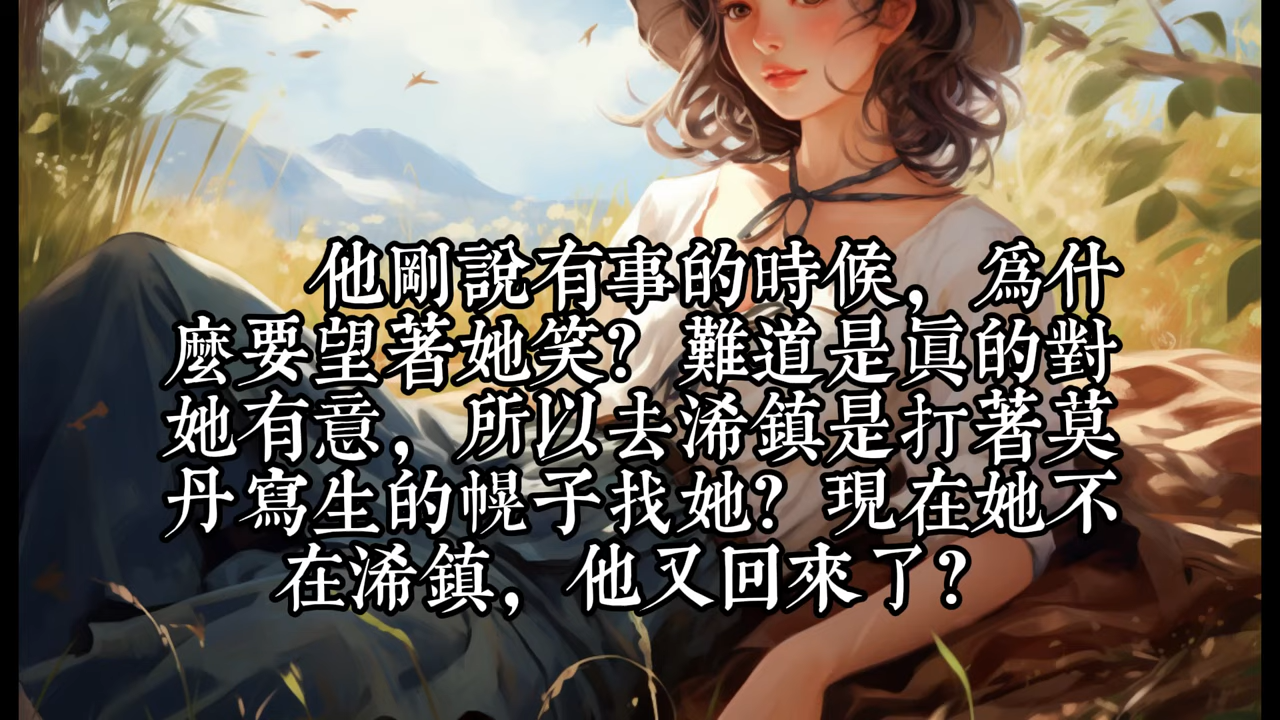 他剛說有事的時候，爲什
麼要望著她笑？難道是眞的對
她有意，所以去浠鎮是打著莫
丹寫生的幌子找她？現在她不
在浠鎮，他又回來了？